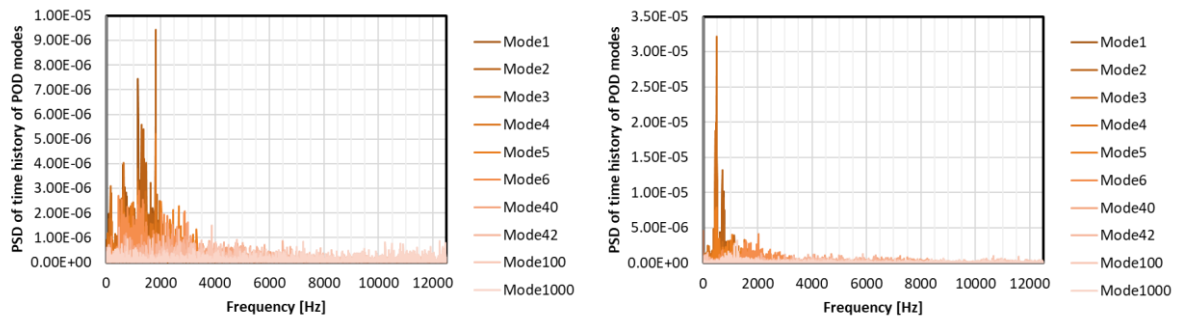 PSD of time history of POD modes
1.00E-05
9.00E-06
8.00E-06
7.00E-06
6.00E-06
5.00E-06
4.00E-06
3.00E-06
2.00E-06
1.00E-06
0.00E+00
0 2000 4000 6000 8000 10000 12000
Frequency [Hz]
Mode1
Mode2
Mode3
Mode4
Mode5
Mode6
Mode40
Mode42
Mode100
Mode1000
PSD of time history of POD modes
3.50E-05
3.00E-05
2.50E-05
2.00E-05
1.50E-05
1.00E-05
5.00E-06
0.00E+00
0 2000 4000 6000 8000 10000 12000
Frequency [Hz]
Mode1
Mode2
Mode3
Mode4
Mode5
Mode6
Mode40
Mode42
Mode100
Mode1000